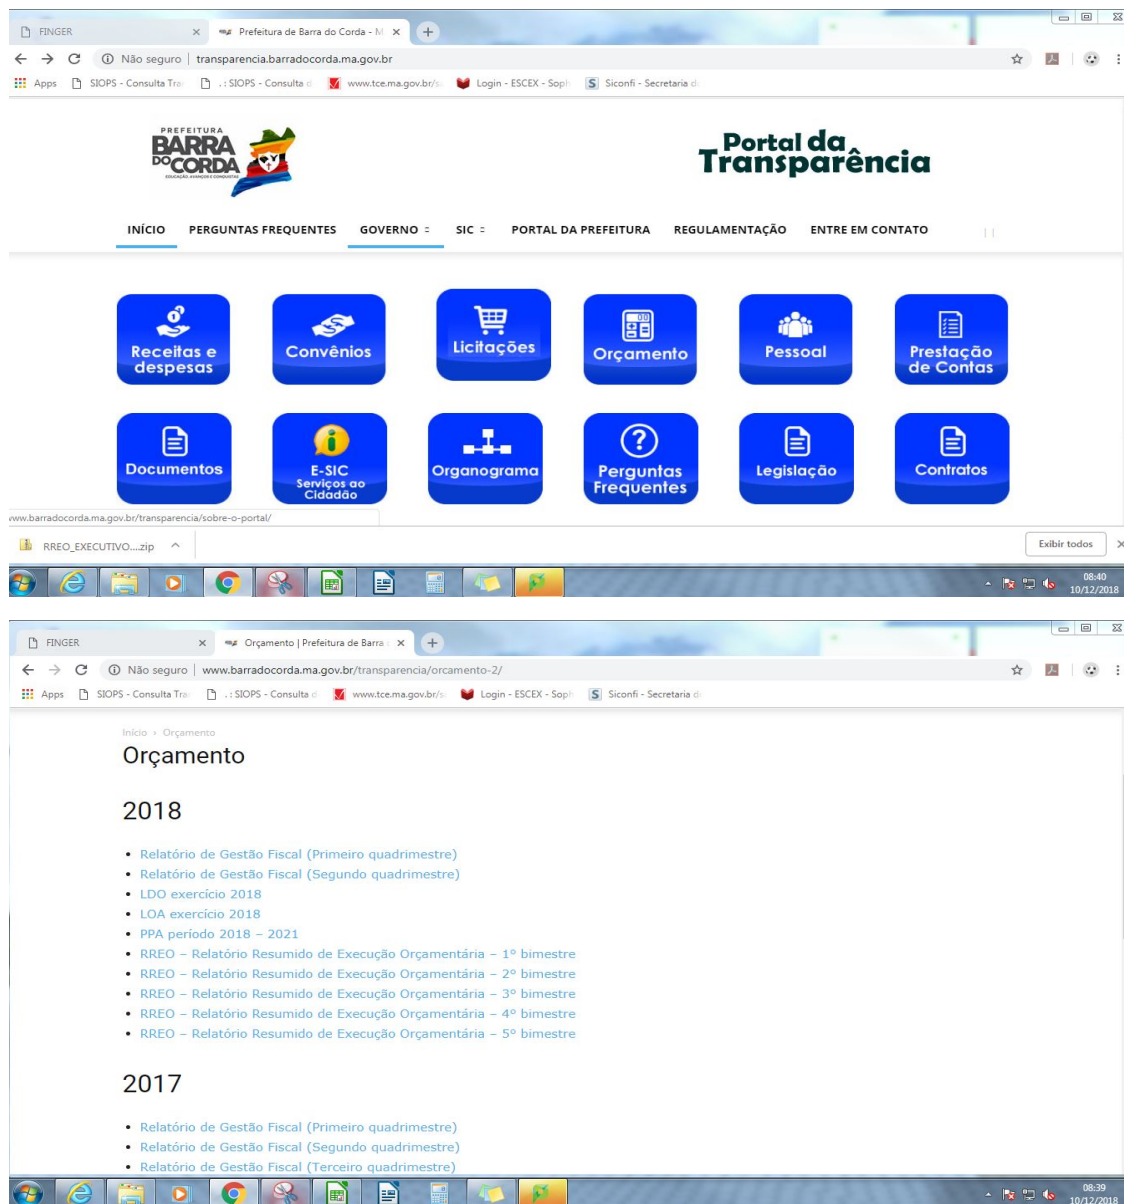 FINGER
Prefeitura de Barra do Corda - M
Não seguro | transparencia.barradocorda.ma.gov.br
Apps SIOPS - Consulta Tra . : SIOPS - Consulta d www.tce.ma.gov.br/s Login - ESCEX - Soph Siconfi - Secretaria d
PREFEITURA
BARRA
DO CORDA
EDUCAÇÃO, AVANÇOS E CONQUISTAS
Portal da
Transparência
INÍCIO PERGUNTAS FREQUENTES GOVERNO SIC PORTAL DA PREFEITURA REGULAMENTAÇÃO ENTRE EM CONTATO
Receitas e
despesas
Convênios
Licitações
Orçamento
Pessoal
Prestação
de Contas
Documentos
E-SIC
Serviços ao
Cidadão
Organograma
Perguntas
Frequentes
Legislação
Contratos
www.barradocorda.ma.gov.br/transparencia/sobre-o-portal/
RREO_EXECUTIVO....zip
Exibir todos
08:40
10/12/2018
FINGER
Orçamento | Prefeitura de Barra
Não seguro | www.barradocorda.ma.gov.br/transparencia/orcamento-2/
Apps SIOPS - Consulta Tra . : SIOPS - Consulta d www.tce.ma.gov.br/s Login - ESCEX - Soph Siconfi - Secretaria d
Início › Orçamento
Orçamento
2018
• Relatório de Gestão Fiscal (Primeiro quadrimestre)
• Relatório de Gestão Fiscal (Segundo quadrimestre)
• LDO exercício 2018
• LOA exercício 2018
• PPA período 2018 – 2021
• RREO – Relatório Resumido de Execução Orçamentária – 1º bimestre
• RREO – Relatório Resumido de Execução Orçamentária – 2º bimestre
• RREO – Relatório Resumido de Execução Orçamentária – 3º bimestre
• RREO – Relatório Resumido de Execução Orçamentária – 4º bimestre
• RREO – Relatório Resumido de Execução Orçamentária – 5º bimestre
2017
• Relatório de Gestão Fiscal (Primeiro quadrimestre)
• Relatório de Gestão Fiscal (Segundo quadrimestre)
• Relatório de Gestão Fiscal (Terceiro quadrimestre)
08:39
10/12/2018